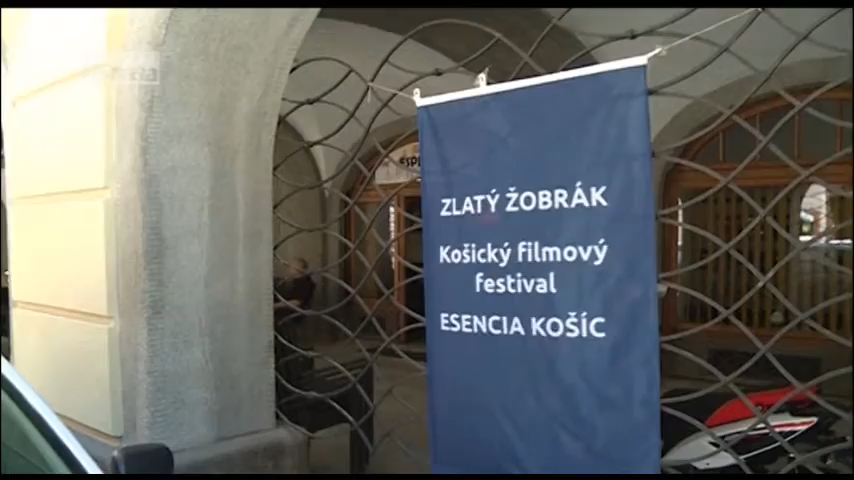 ZLATÝ ŽOBRÁK
Košický filmový
festival
ESENCIA KOŠÍC